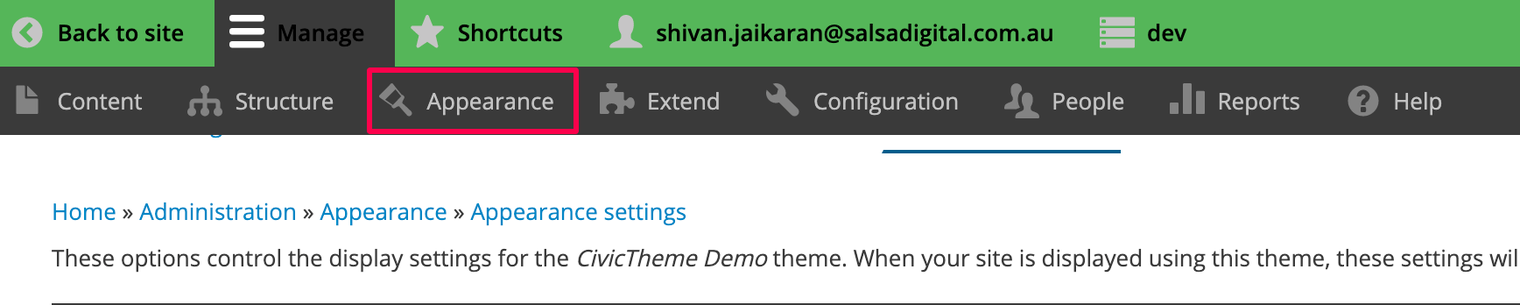 Back to site Manage Shortcuts shivan.jaikaran@salsadigital.com.au dev
Content Structure Appearance Extend Configuration People Reports Help
Home » Administration » Appearance » Appearance settings
These options control the display settings for the CivicTheme Demo theme. When your site is displayed using this theme, these settings wil